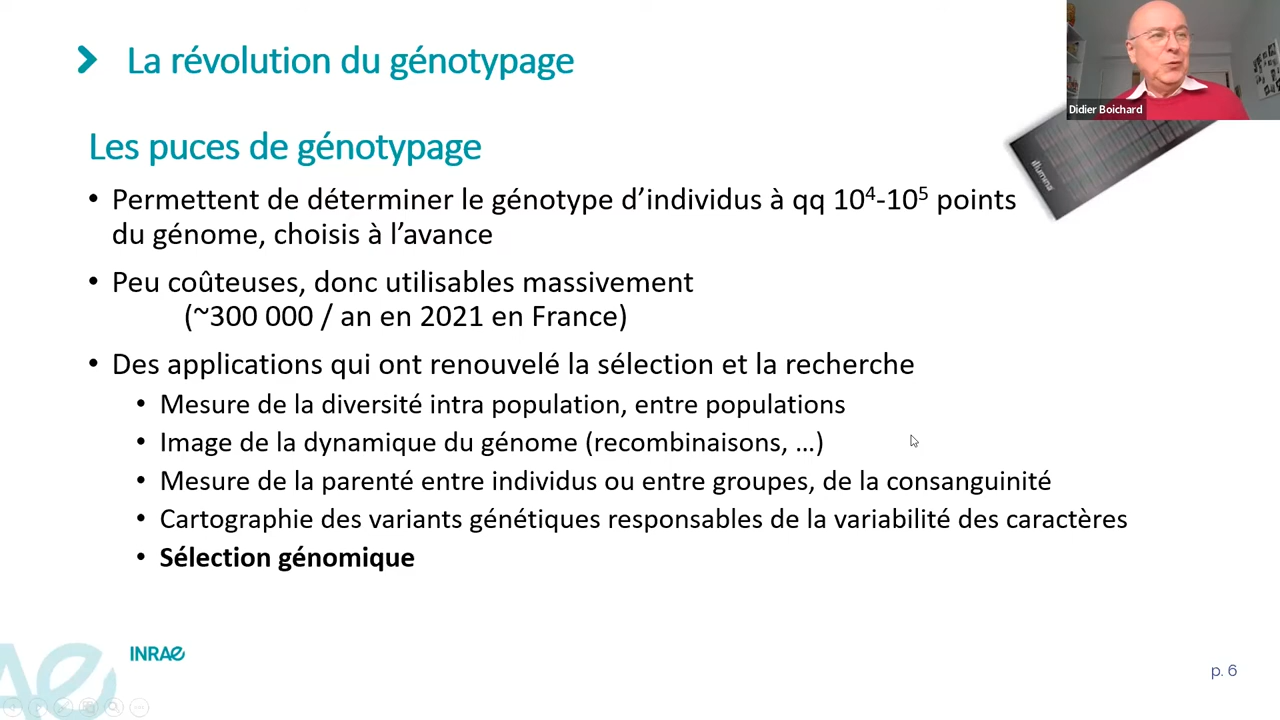 La révolution du génotypage
Didier Boichard
Les puces de génotypage
illumina
• Permettent de déterminer le génotype d’individus à qq 10⁴-10⁵ points
du génome, choisis à l’avance
• Peu coûteuses, donc utilisables massivement
(~300 000 / an en 2021 en France)
• Des applications qui ont renouvelé la sélection et la recherche
• Mesure de la diversité intra population, entre populations
• Image de la dynamique du génome (recombinaisons, …)
• Mesure de la parenté entre individus ou entre groupes, de la consanguinité
• Cartographie des variants génétiques responsables de la variabilité des caractères
• Sélection génomique
INRAE
p. 6